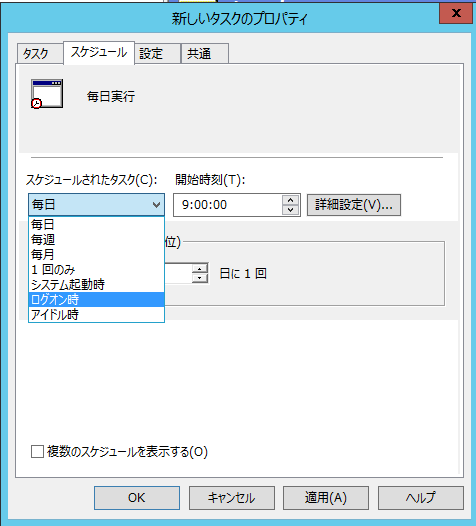 新しいタスクのプロパティ
x
タスク スケジュール 設定 共通
毎日実行
スケジュールされたタスク(C): 開始時刻(T):
毎日 9:00:00 詳細設定(V)...
毎日
毎週
位)
毎月
1 回のみ
日に 1 回
システム起動時
ログオン時
アイドル時
複数のスケジュールを表示する(O)
OK キャンセル 適用(A) ヘルプ